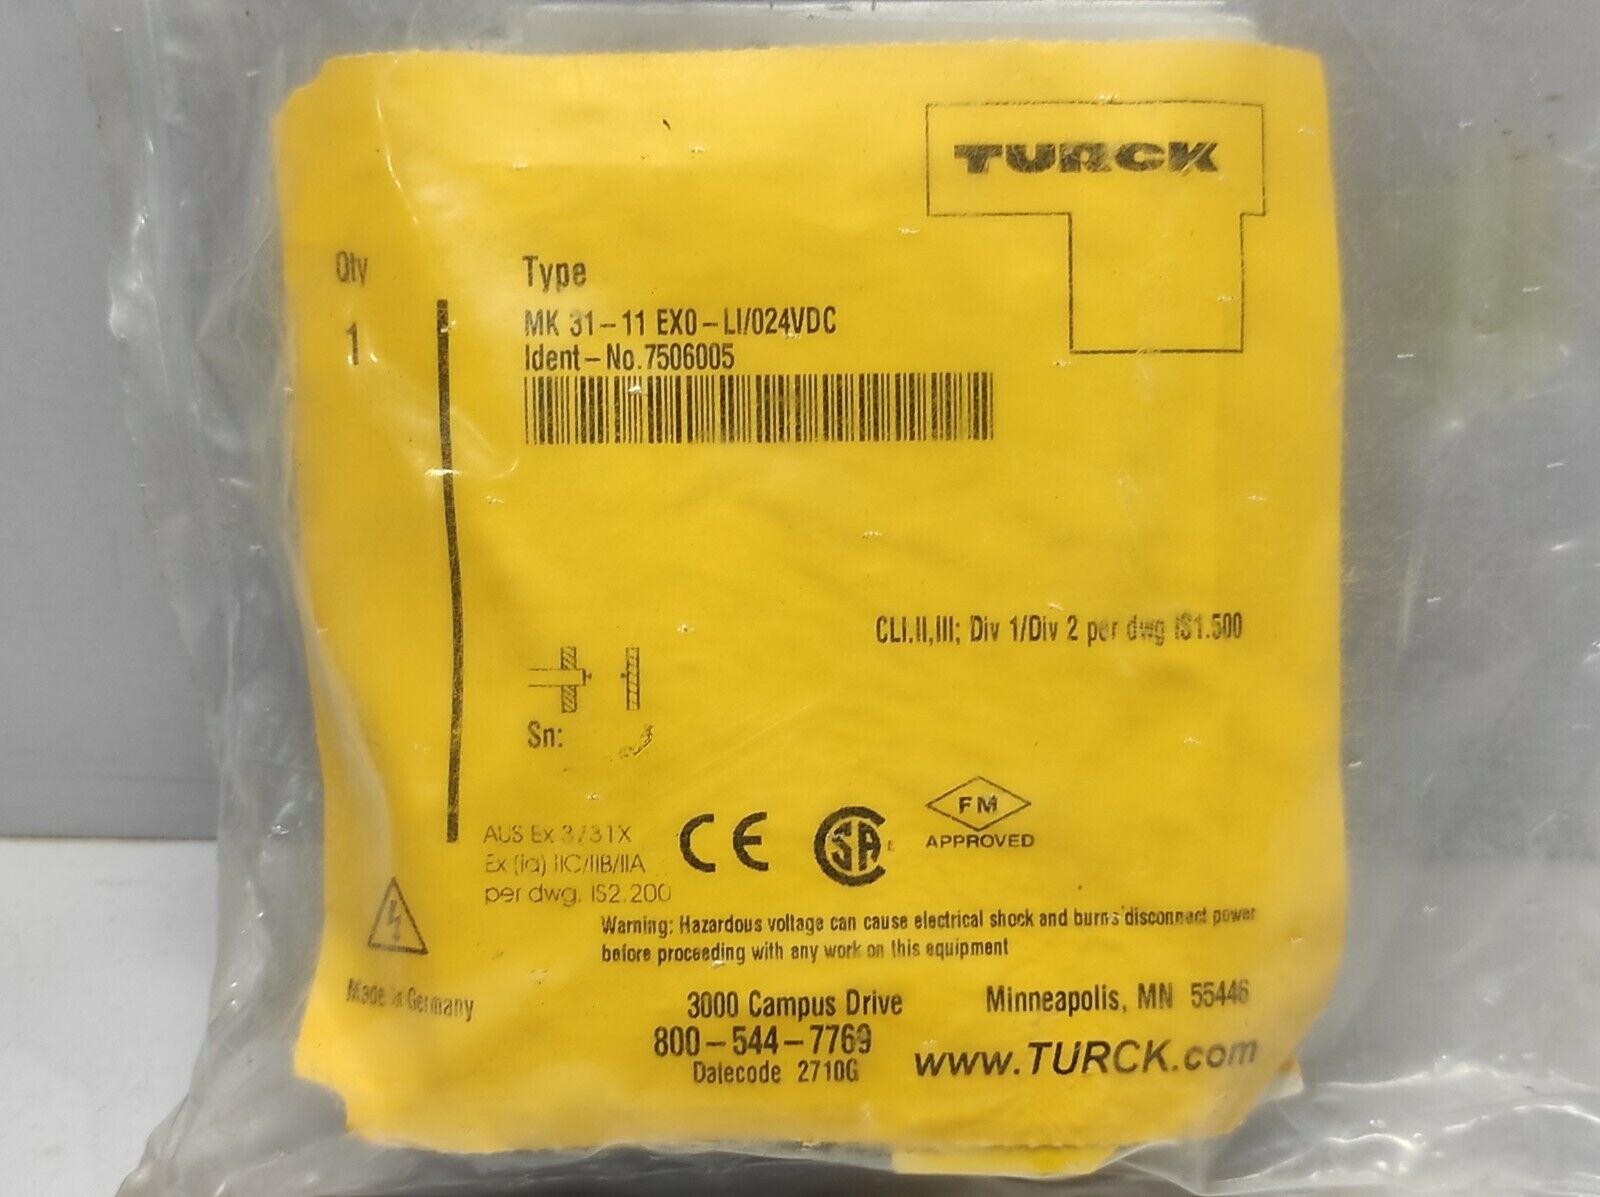 TURCK
Qty
1
Type
MK 31-11 EX0-LI/024VDC
Ident-No.7506005
CLI.II,III; Div 1/Div 2 per dwg IS1.500
Sn:
AUS Ex 3731X
Ex (ia) IIC/IIB/IIA
per dwg. IS2.200
CE
CSA
FM
APPROVED
Warning: Hazardous voltage can cause electrical shock and burns disconnect power
before proceeding with any work on this equipment
Made in Germany
3000 Campus Drive
Minneapolis, MN 55446
800-544-7769
Datecode 2710G
www.TURCK.com